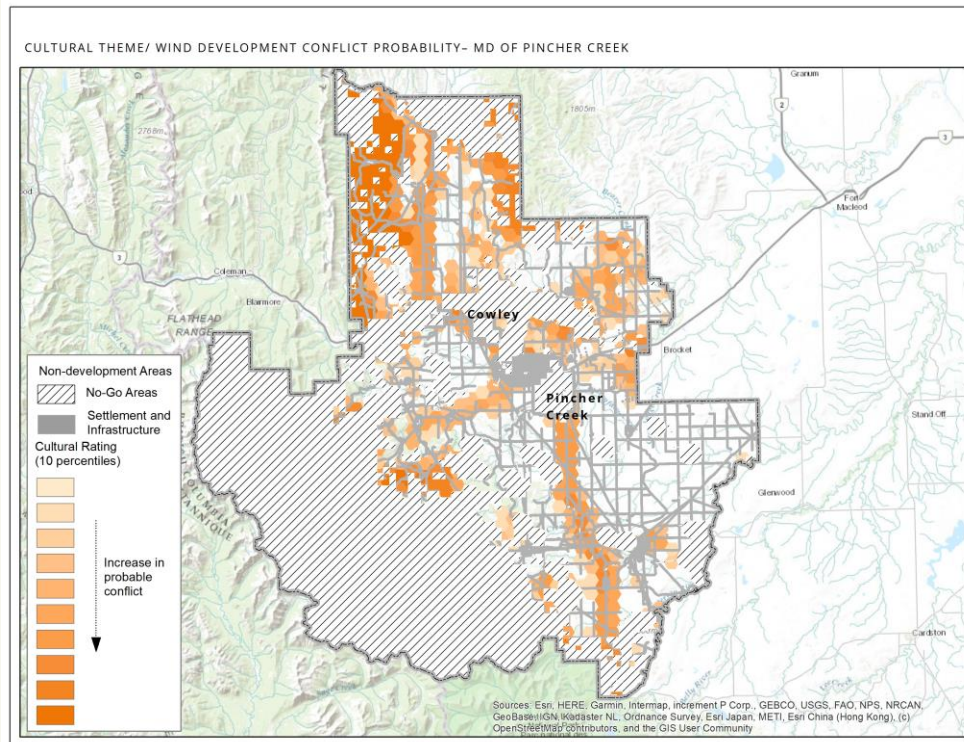 CULTURAL THEME/ WIND DEVELOPMENT CONFLICT PROBABILITY– MD OF PINCHER CREEK
Granum
1805m
2
2768m
3
Fort
Macleod
3
Coleman
Blairmore
FLATHEAD
RANGE
Cowley
Brocket
Pincher
Creek
Stand Off
Glenwood
Cardston
Non-development Areas
No-Go Areas
Settlement and
Infrastructure
Cultural Rating
(10 percentiles)
Increase in
probable
conflict
2
Sources: Esri, HERE, Garmin, Intermap, increment P Corp., GEBCO, USGS, FAO, NPS, NRCAN,
GeoBase, IGN, Kadaster NL, Ordnance Survey, Esri Japan, METI, Esri China (Hong Kong), (c)
OpenStreetMap contributors, and the GIS User Community